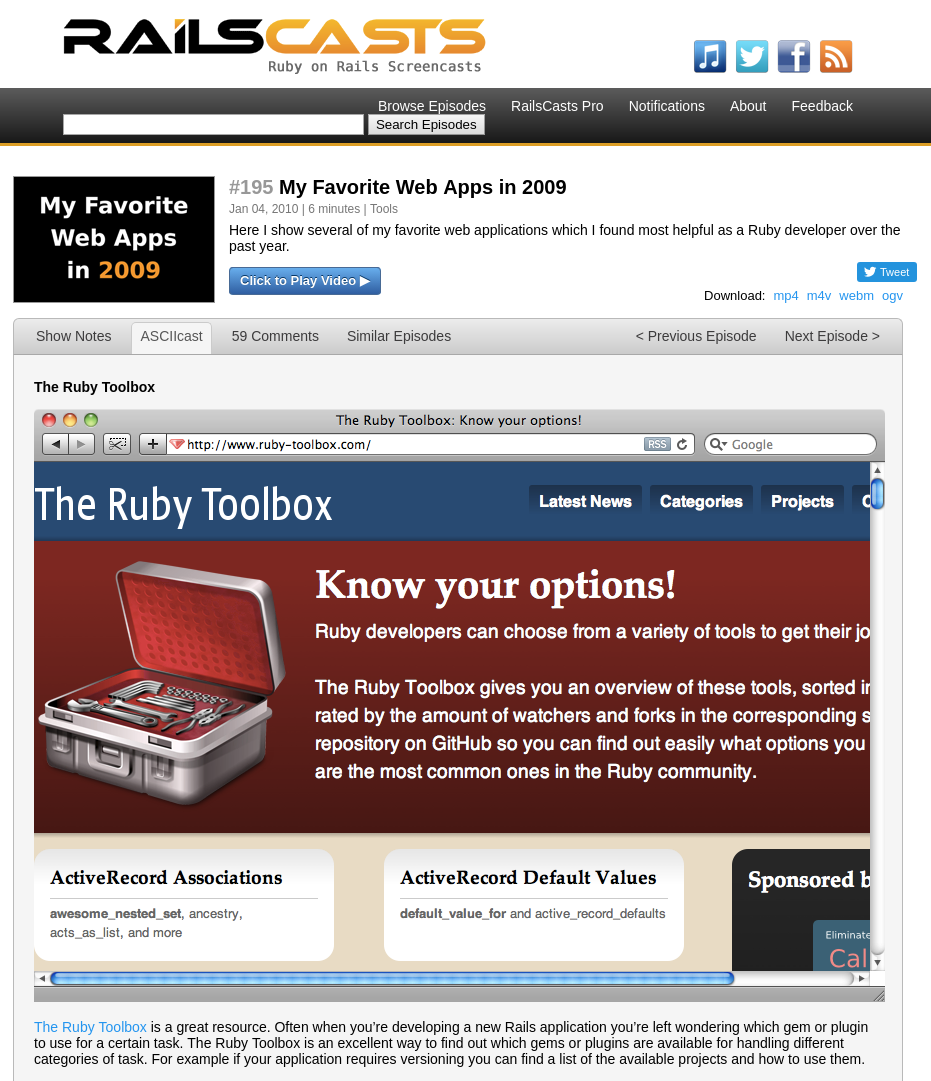 RAILSCASTS
Ruby on Rails Screencasts
Browse Episodes RailsCasts Pro Notifications About Feedback
Search Episodes
My Favorite
Web Apps
in 2009
#195 My Favorite Web Apps in 2009
Jan 04, 2010 | 6 minutes | Tools
Here I show several of my favorite web applications which I found most helpful as a Ruby developer over the
past year.
Click to Play Video ▶
Tweet
Download: mp4 m4v webm ogv
Show Notes ASCIIcast 59 Comments Similar Episodes < Previous Episode Next Episode >
The Ruby Toolbox
The Ruby Toolbox: Know your options!
http://www.ruby-toolbox.com/ RSS Google
The Ruby Toolbox
Latest News Categories Projects
Know your options!
Ruby developers can choose from a variety of tools to get their jo
The Ruby Toolbox gives you an overview of these tools, sorted in
rated by the amount of watchers and forks in the corresponding s
repository on GitHub so you can find out easily what options you
are the most common ones in the Ruby community.
ActiveRecord Associations
awesome_nested_set, ancestry,
acts_as_list, and more
ActiveRecord Default Values
default_value_for and active_record_defaults
Sponsored b
Eliminate
Cal
The Ruby Toolbox is a great resource. Often when you’re developing a new Rails application you’re left wondering which gem or plugin
to use for a certain task. The Ruby Toolbox is an excellent way to find out which gems or plugins are available for handling different
categories of task. For example if your application requires versioning you can find a list of the available projects and how to use them.